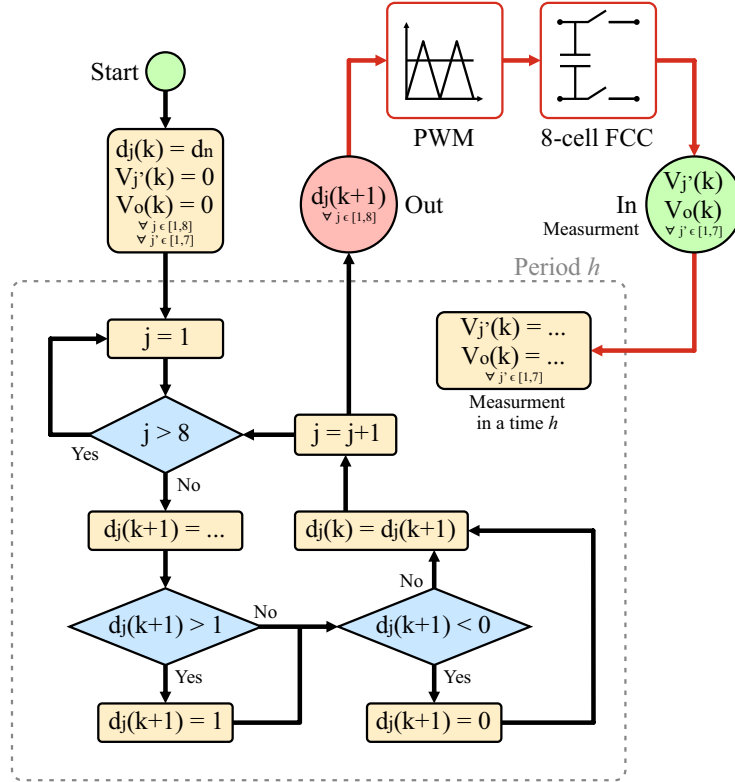 Start
PWM
8-cell FCC
dj(k) = dn
Vj'(k) = 0
Vo(k) = 0
∀ j ϵ [1,8]
∀ j' ϵ [1,7]
dj(k+1)
∀ j ϵ [1,8]
Out
In
Measurment
Vj'(k)
Vo(k)
∀ j' ϵ [1,7]
Period h
j = 1
Vj'(k) = ...
Vo(k) = ...
∀ j' ϵ [1,7]
Measurment
in a time h
j > 8
Yes
No
j = j+1
dj(k+1) = ...
dj(k) = dj(k+1)
No
No
dj(k+1) > 1
dj(k+1) < 0
Yes
Yes
dj(k+1) = 1
dj(k+1) = 0